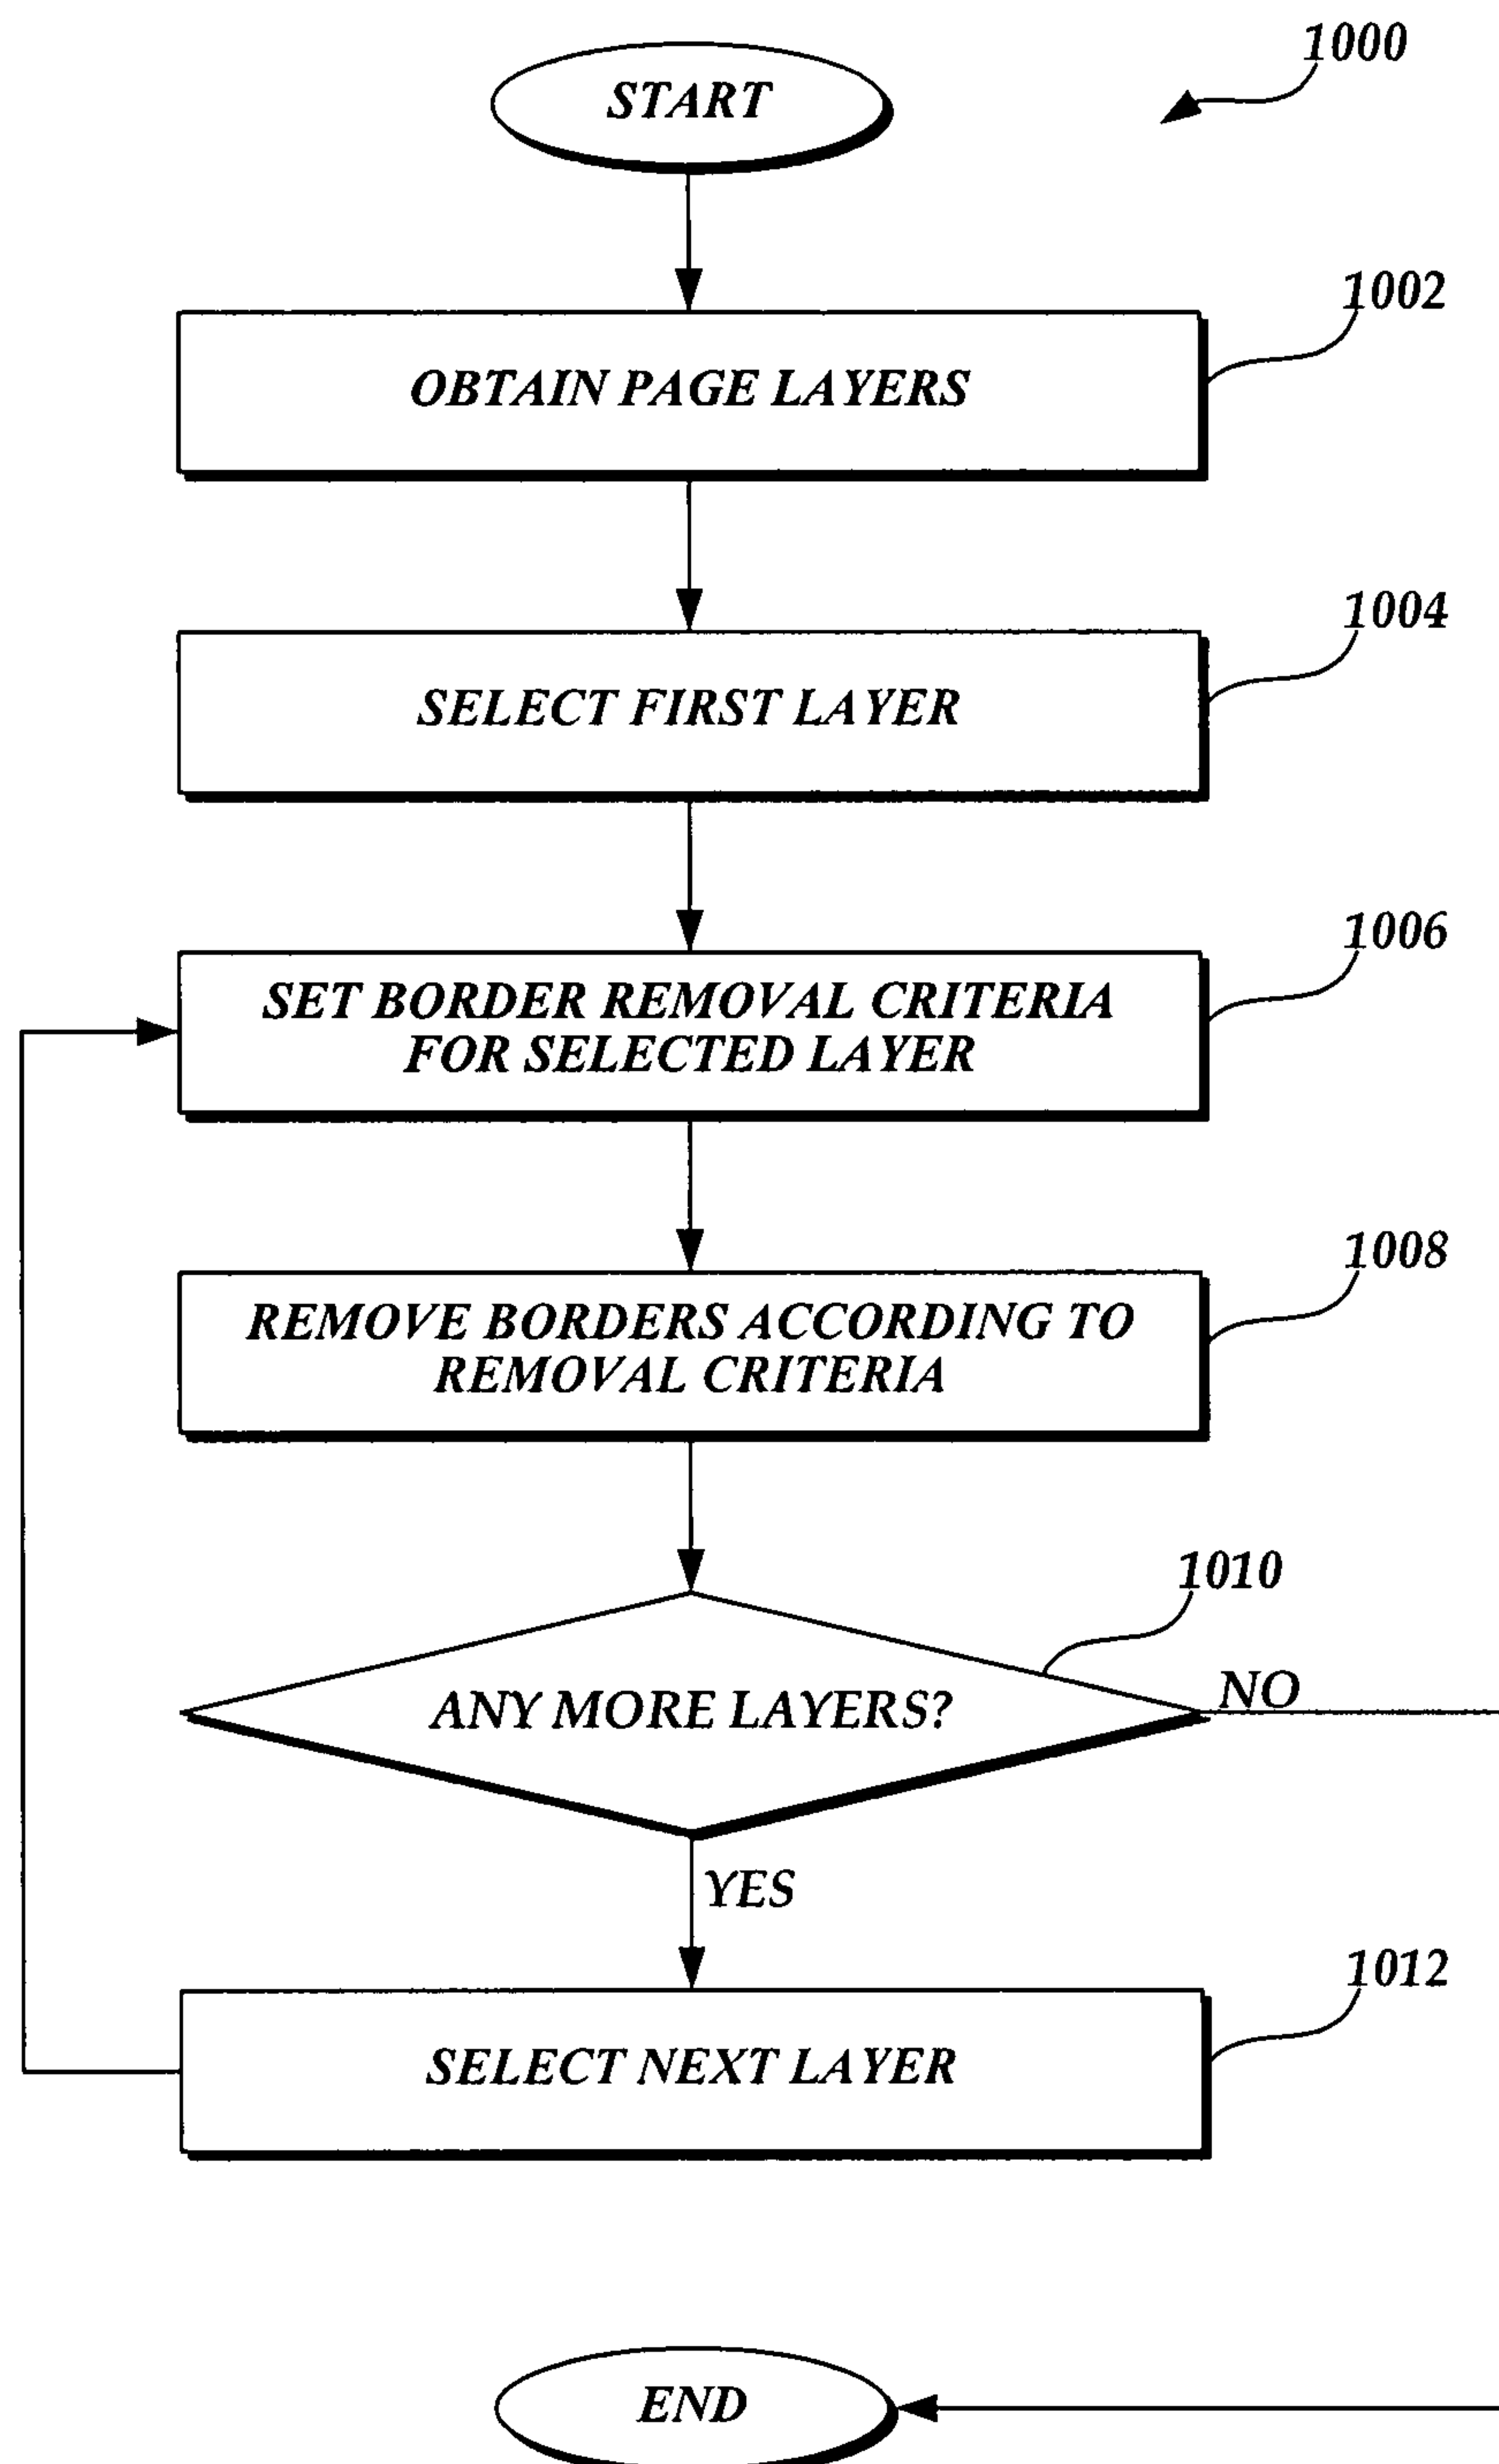 START
1000
1002
OBTAIN PAGE LAYERS
1004
SELECT FIRST LAYER
1006
SET BORDER REMOVAL CRITERIA
FOR SELECTED LAYER
1008
REMOVE BORDERS ACCORDING TO
REMOVAL CRITERIA
1010
ANY MORE LAYERS?
NO
YES
1012
SELECT NEXT LAYER
END